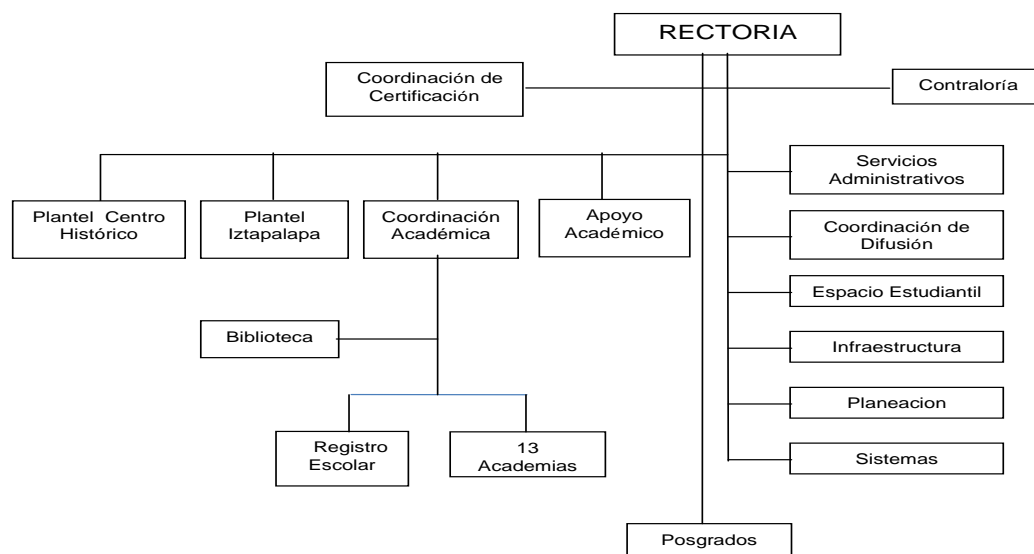 RECTORIA
Coordinación de
Certificación
Contraloría
Servicios
Administrativos
Plantel Centro
Histórico
Plantel
Iztapalapa
Coordinación
Académica
Apoyo
Académico
Coordinación de
Difusión
Espacio Estudiantil
Biblioteca
Infraestructura
Planeacion
Registro
Escolar
13
Academias
Sistemas
Posgrados